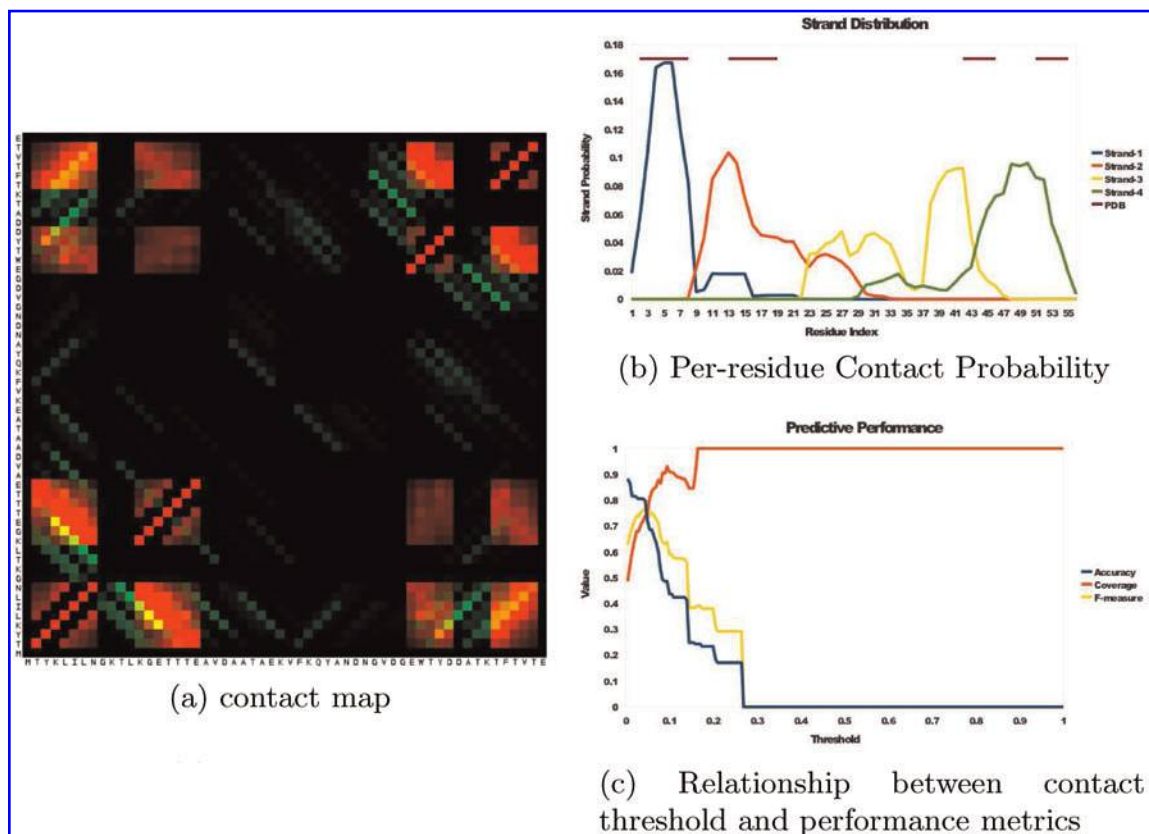 E T V T F T K T A D D Y T W E G D V G N D N A Y Q K F V K E A T A A D V A E T T T E G K L T K G N L I L K Y T M
M T Y K L I L N G K T L K G E T T T E A V D A A T A E K V F K Q Y A N D N G V D G E W T Y D D A T K T F T V T E
(a) contact map
Strand Distribution
0.18
0.16
0.14
0.12
0.1
0.08
0.06
0.04
0.02
0
Strand Probability
1 3 5 7 9 11 13 15 17 19 21 23 25 27 29 31 33 35 37 39 41 43 45 47 49 51 53 55
Residue Index
Strand-1
Strand-2
Strand-3
Strand-4
PDB
(b) Per-residue Contact Probability
Predictive Performance
1
0.9
0.8
0.7
0.6
0.5
0.4
0.3
0.2
0.1
0
Value
0 0.1 0.2 0.3 0.4 0.5 0.6 0.7 0.8 0.9 1
Threshold
Accuracy
Coverage
F-measure
(c) Relationship between contact
threshold and performance metrics